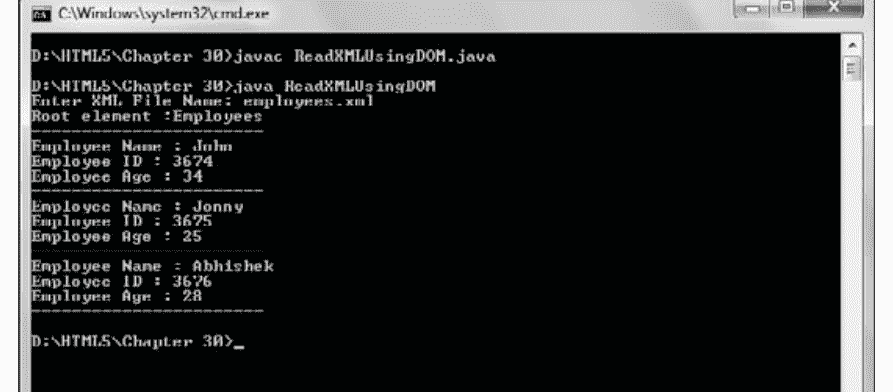 C:\Windows\system32\cmd.exe
D:\HTML5\Chapter 30>javac ReadXMLUsingDOM.java
D:\HTML5\Chapter 30>java ReadXMLUsingDOM
Enter XML File Name: employees.xml
Root element :Employees
----------------------------
Employee Name : John
Employee ID : 3674
Employee Age : 34
----------------------------
Employee Name : Jonny
Employee ID : 3675
Employee Age : 25
----------------------------
Employee Name : Abhishek
Employee ID : 3676
Employee Age : 28
----------------------------
D:\HTML5\Chapter 30>_